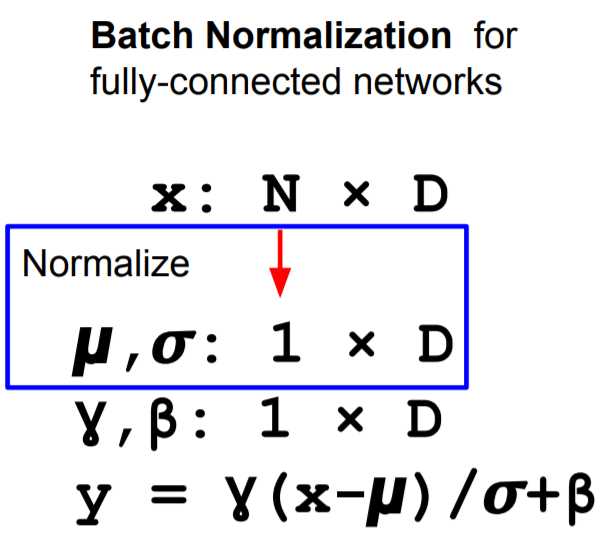 Batch Normalization for
fully-connected networks
x: N × D
Normalize
μ,σ: 1 × D
γ,β: 1 × D
y = γ(x-μ)/σ+β